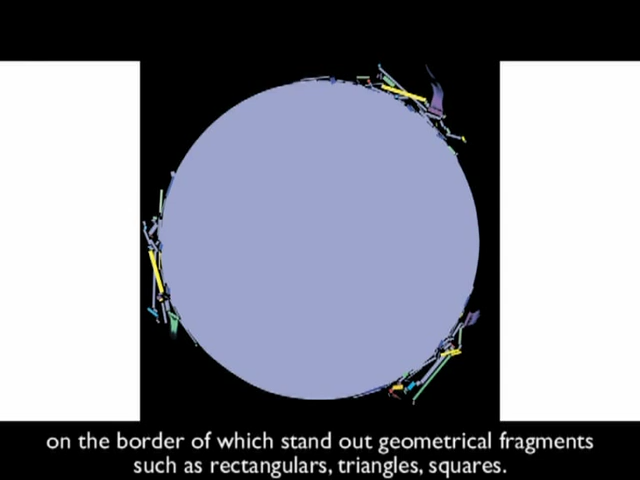 on the border of which stand out geometrical fragments
such as rectangulars, triangles, squares.